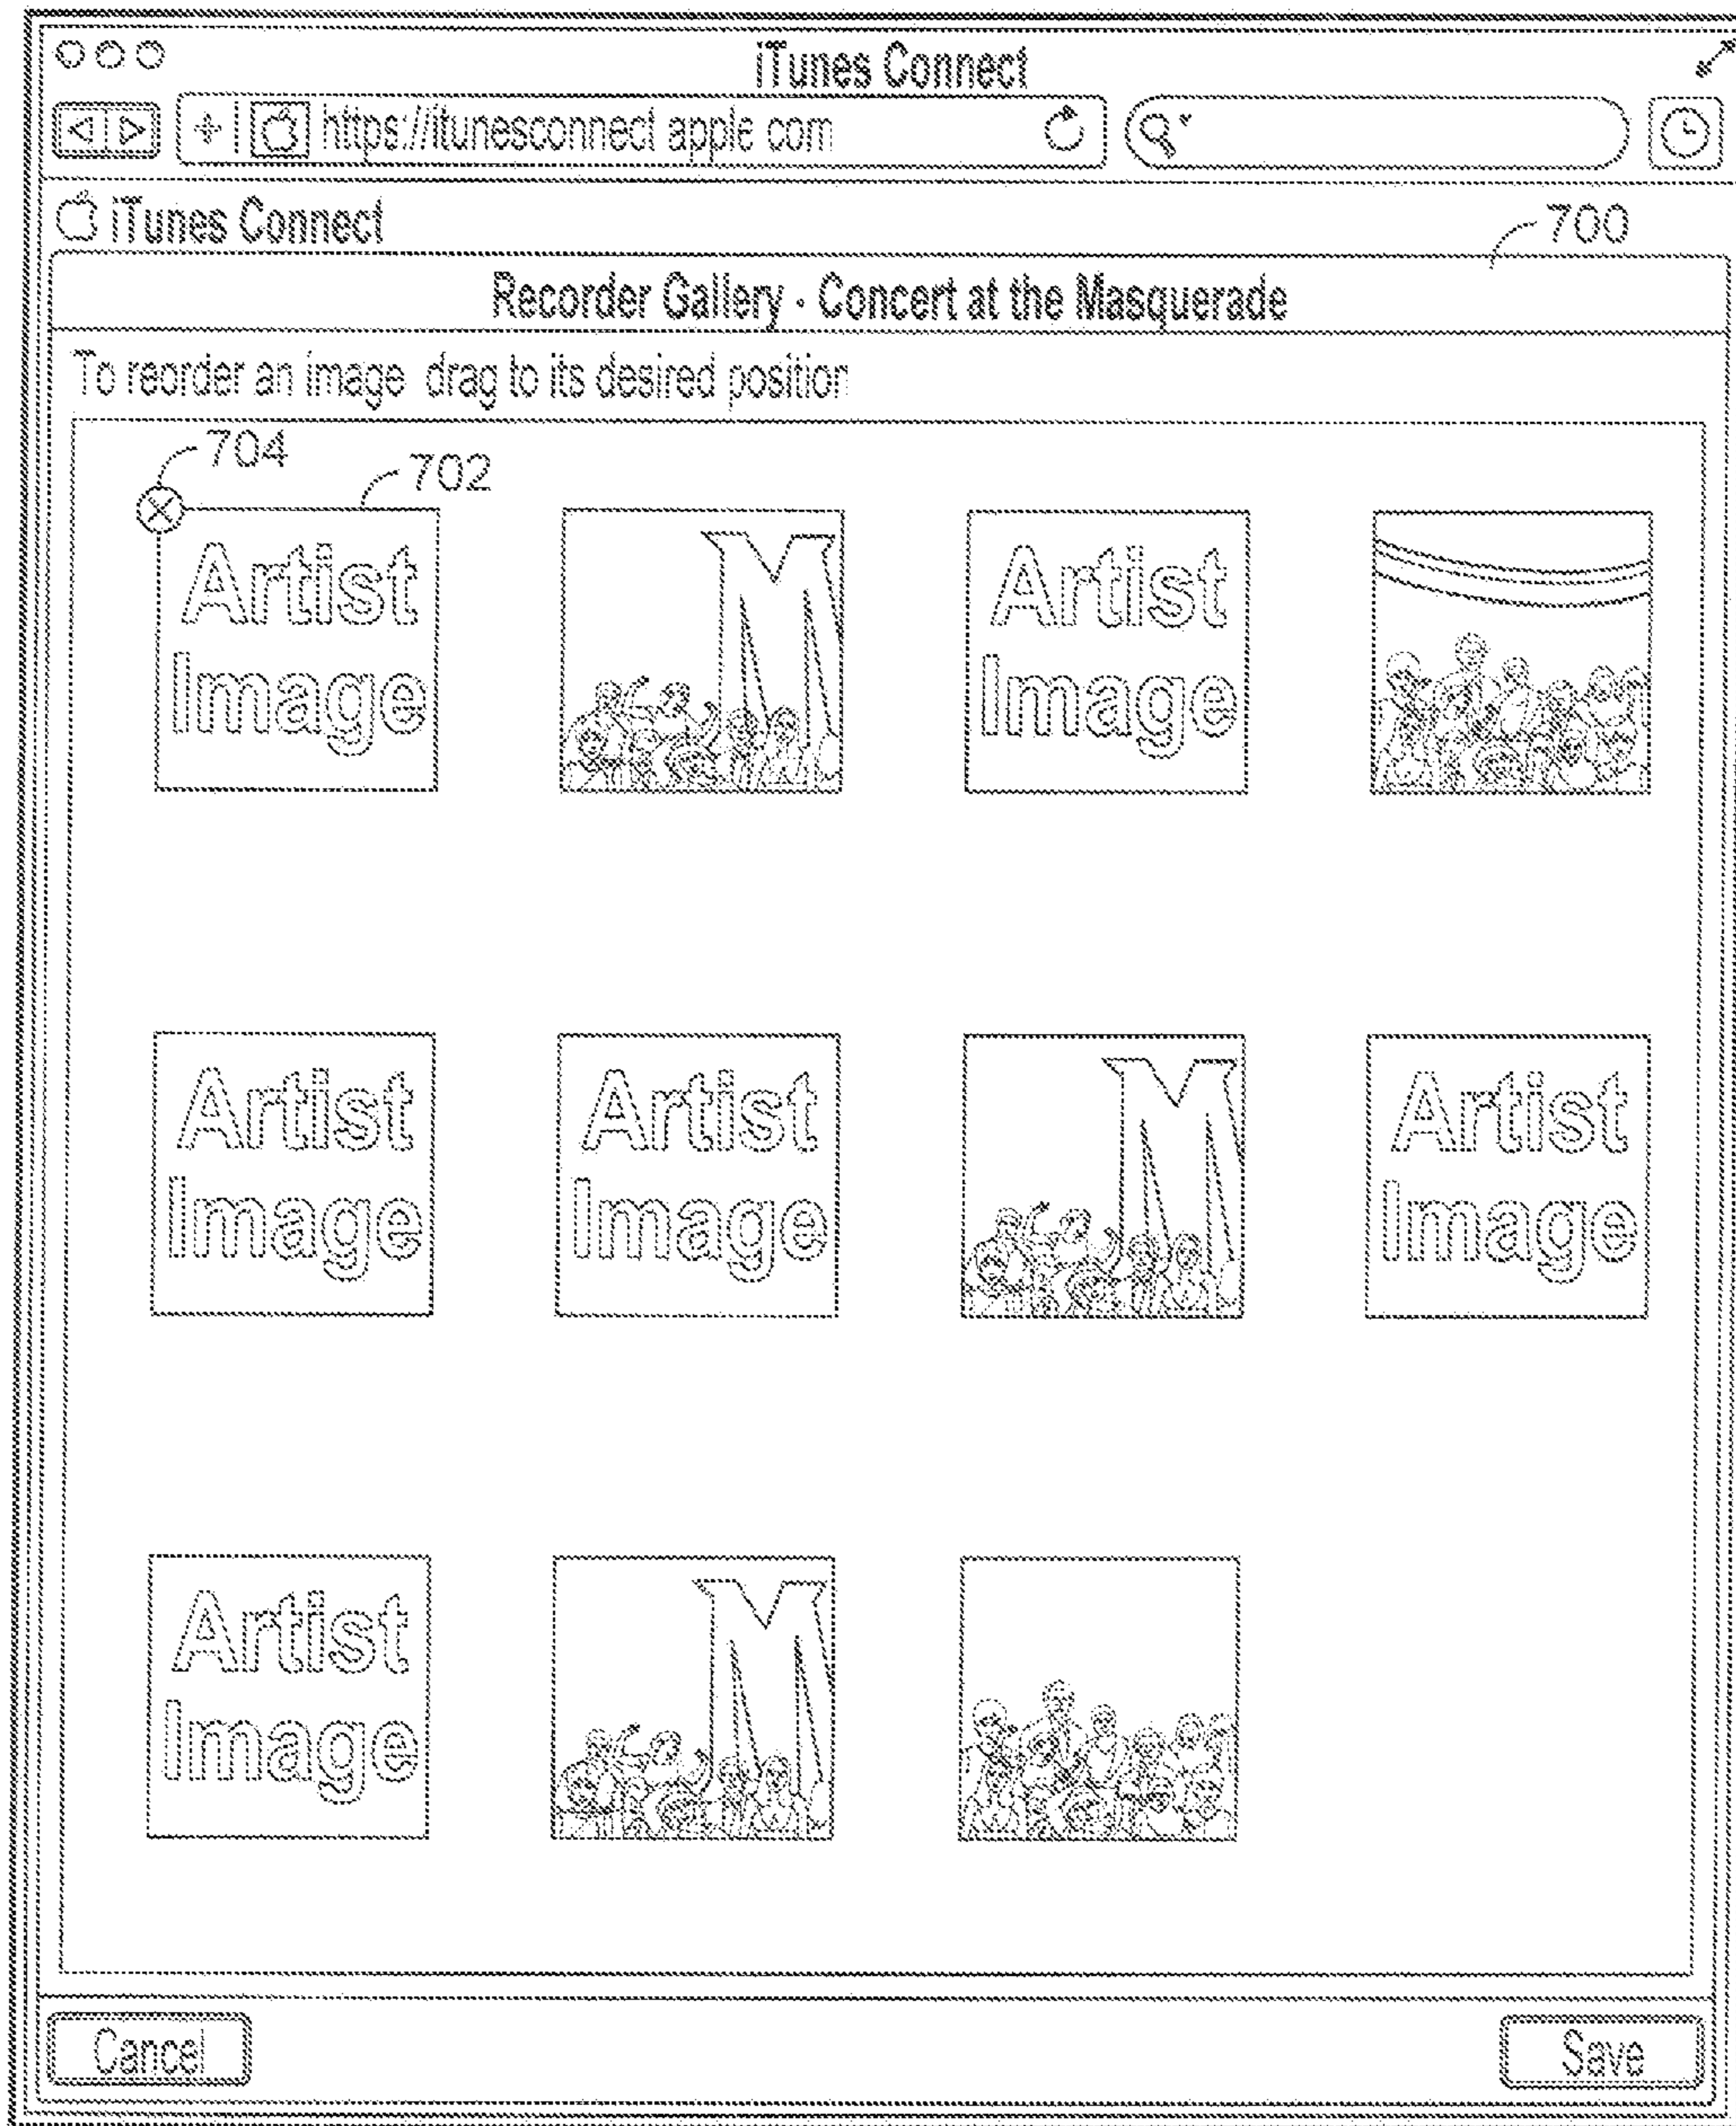 iTunes Connect
https://itunesconnect apple com
iTunes Connect
700
Recorder Gallery - Concert at the Masquerade
To reorder an image drag to its desired position
704
702
Artist
Image
M
Artist
Image
Artist
Image
Artist
Image
M
Artist
Image
Artist
Image
M
Cancel
Save